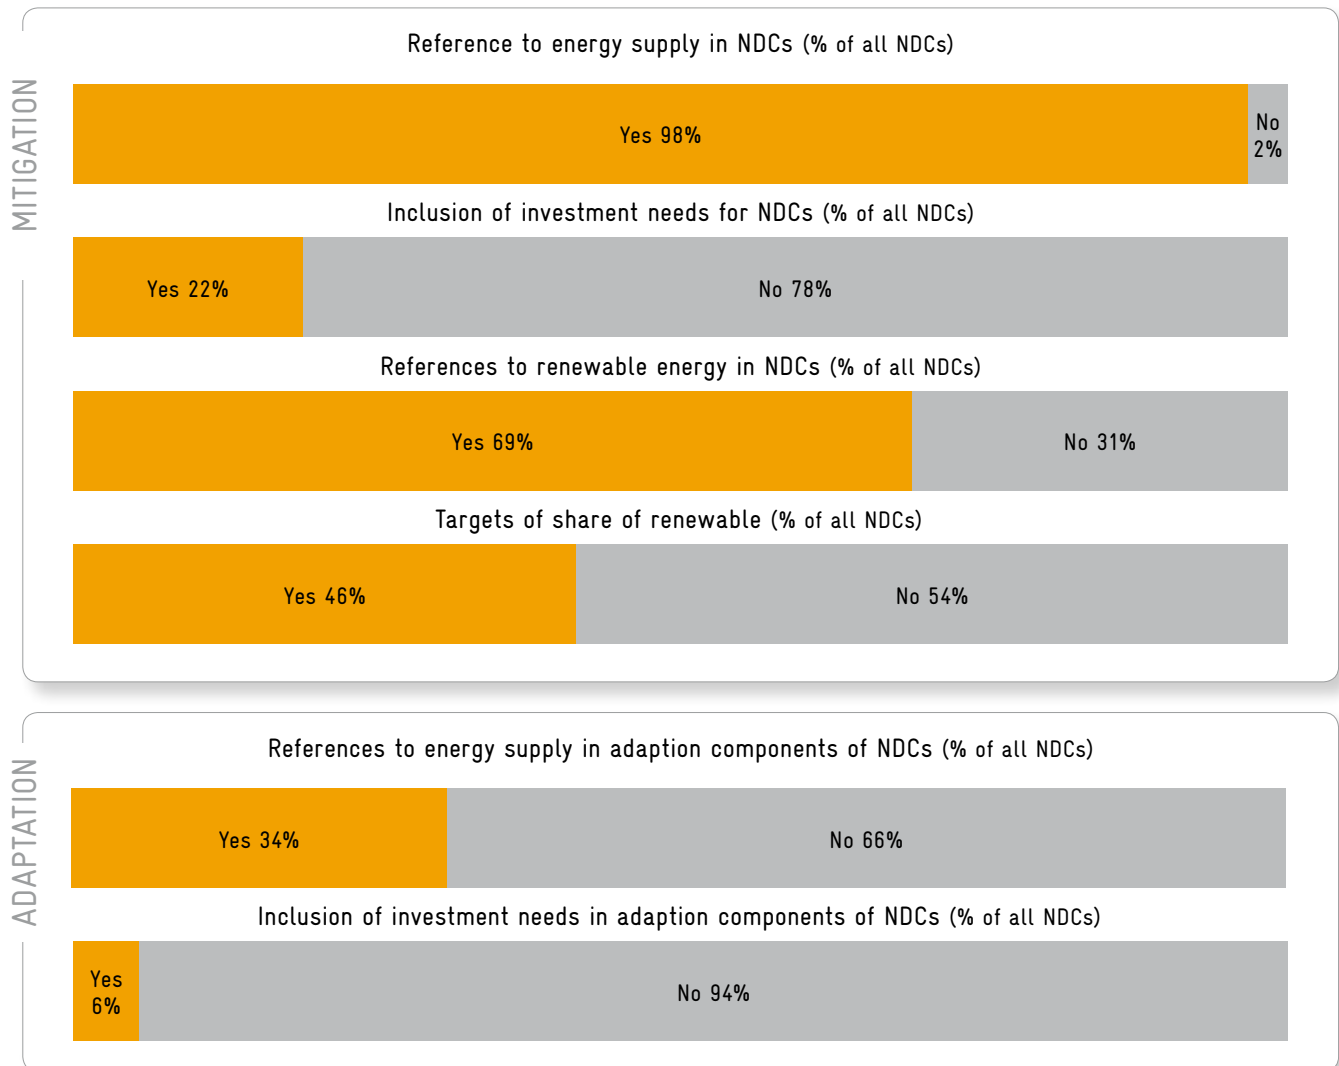 MITIGATION
Reference to energy supply in NDCs (% of all NDCs)
Yes 98%
No
2%
Inclusion of investment needs for NDCs (% of all NDCs)
Yes 22%
No 78%
References to renewable energy in NDCs (% of all NDCs)
Yes 69%
No 31%
Targets of share of renewable (% of all NDCs)
Yes 46%
No 54%
ADAPTATION
References to energy supply in adaption components of NDCs (% of all NDCs)
Yes 34%
No 66%
Inclusion of investment needs in adaption components of NDCs (% of all NDCs)
Yes
6%
No 94%